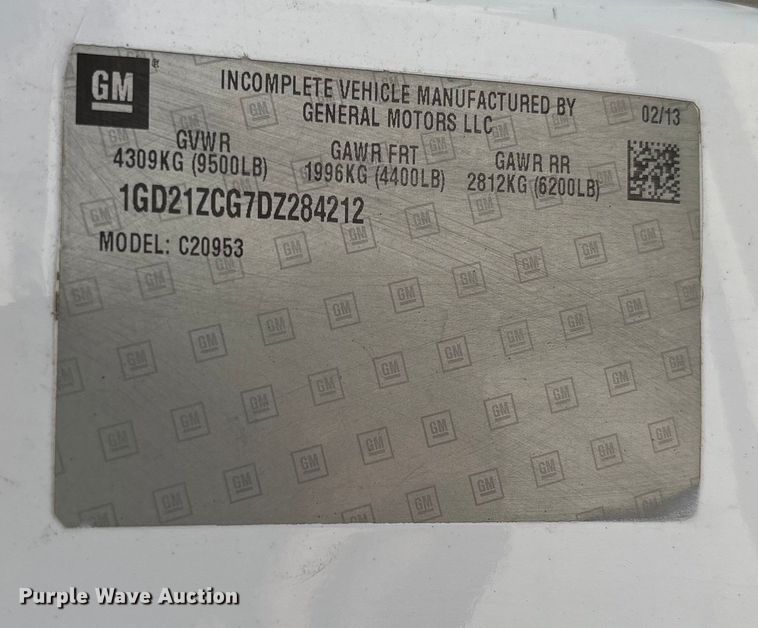 GM
INCOMPLETE VEHICLE MANUFACTURED BY
GENERAL MOTORS LLC
02/13
GVWR
4309KG (9500LB)
GAWR FRT
1996KG (4400LB)
GAWR RR
2812KG (6200LB)
1GD21ZCG7DZ284212
MODEL: C20953
Purple Wave Auction